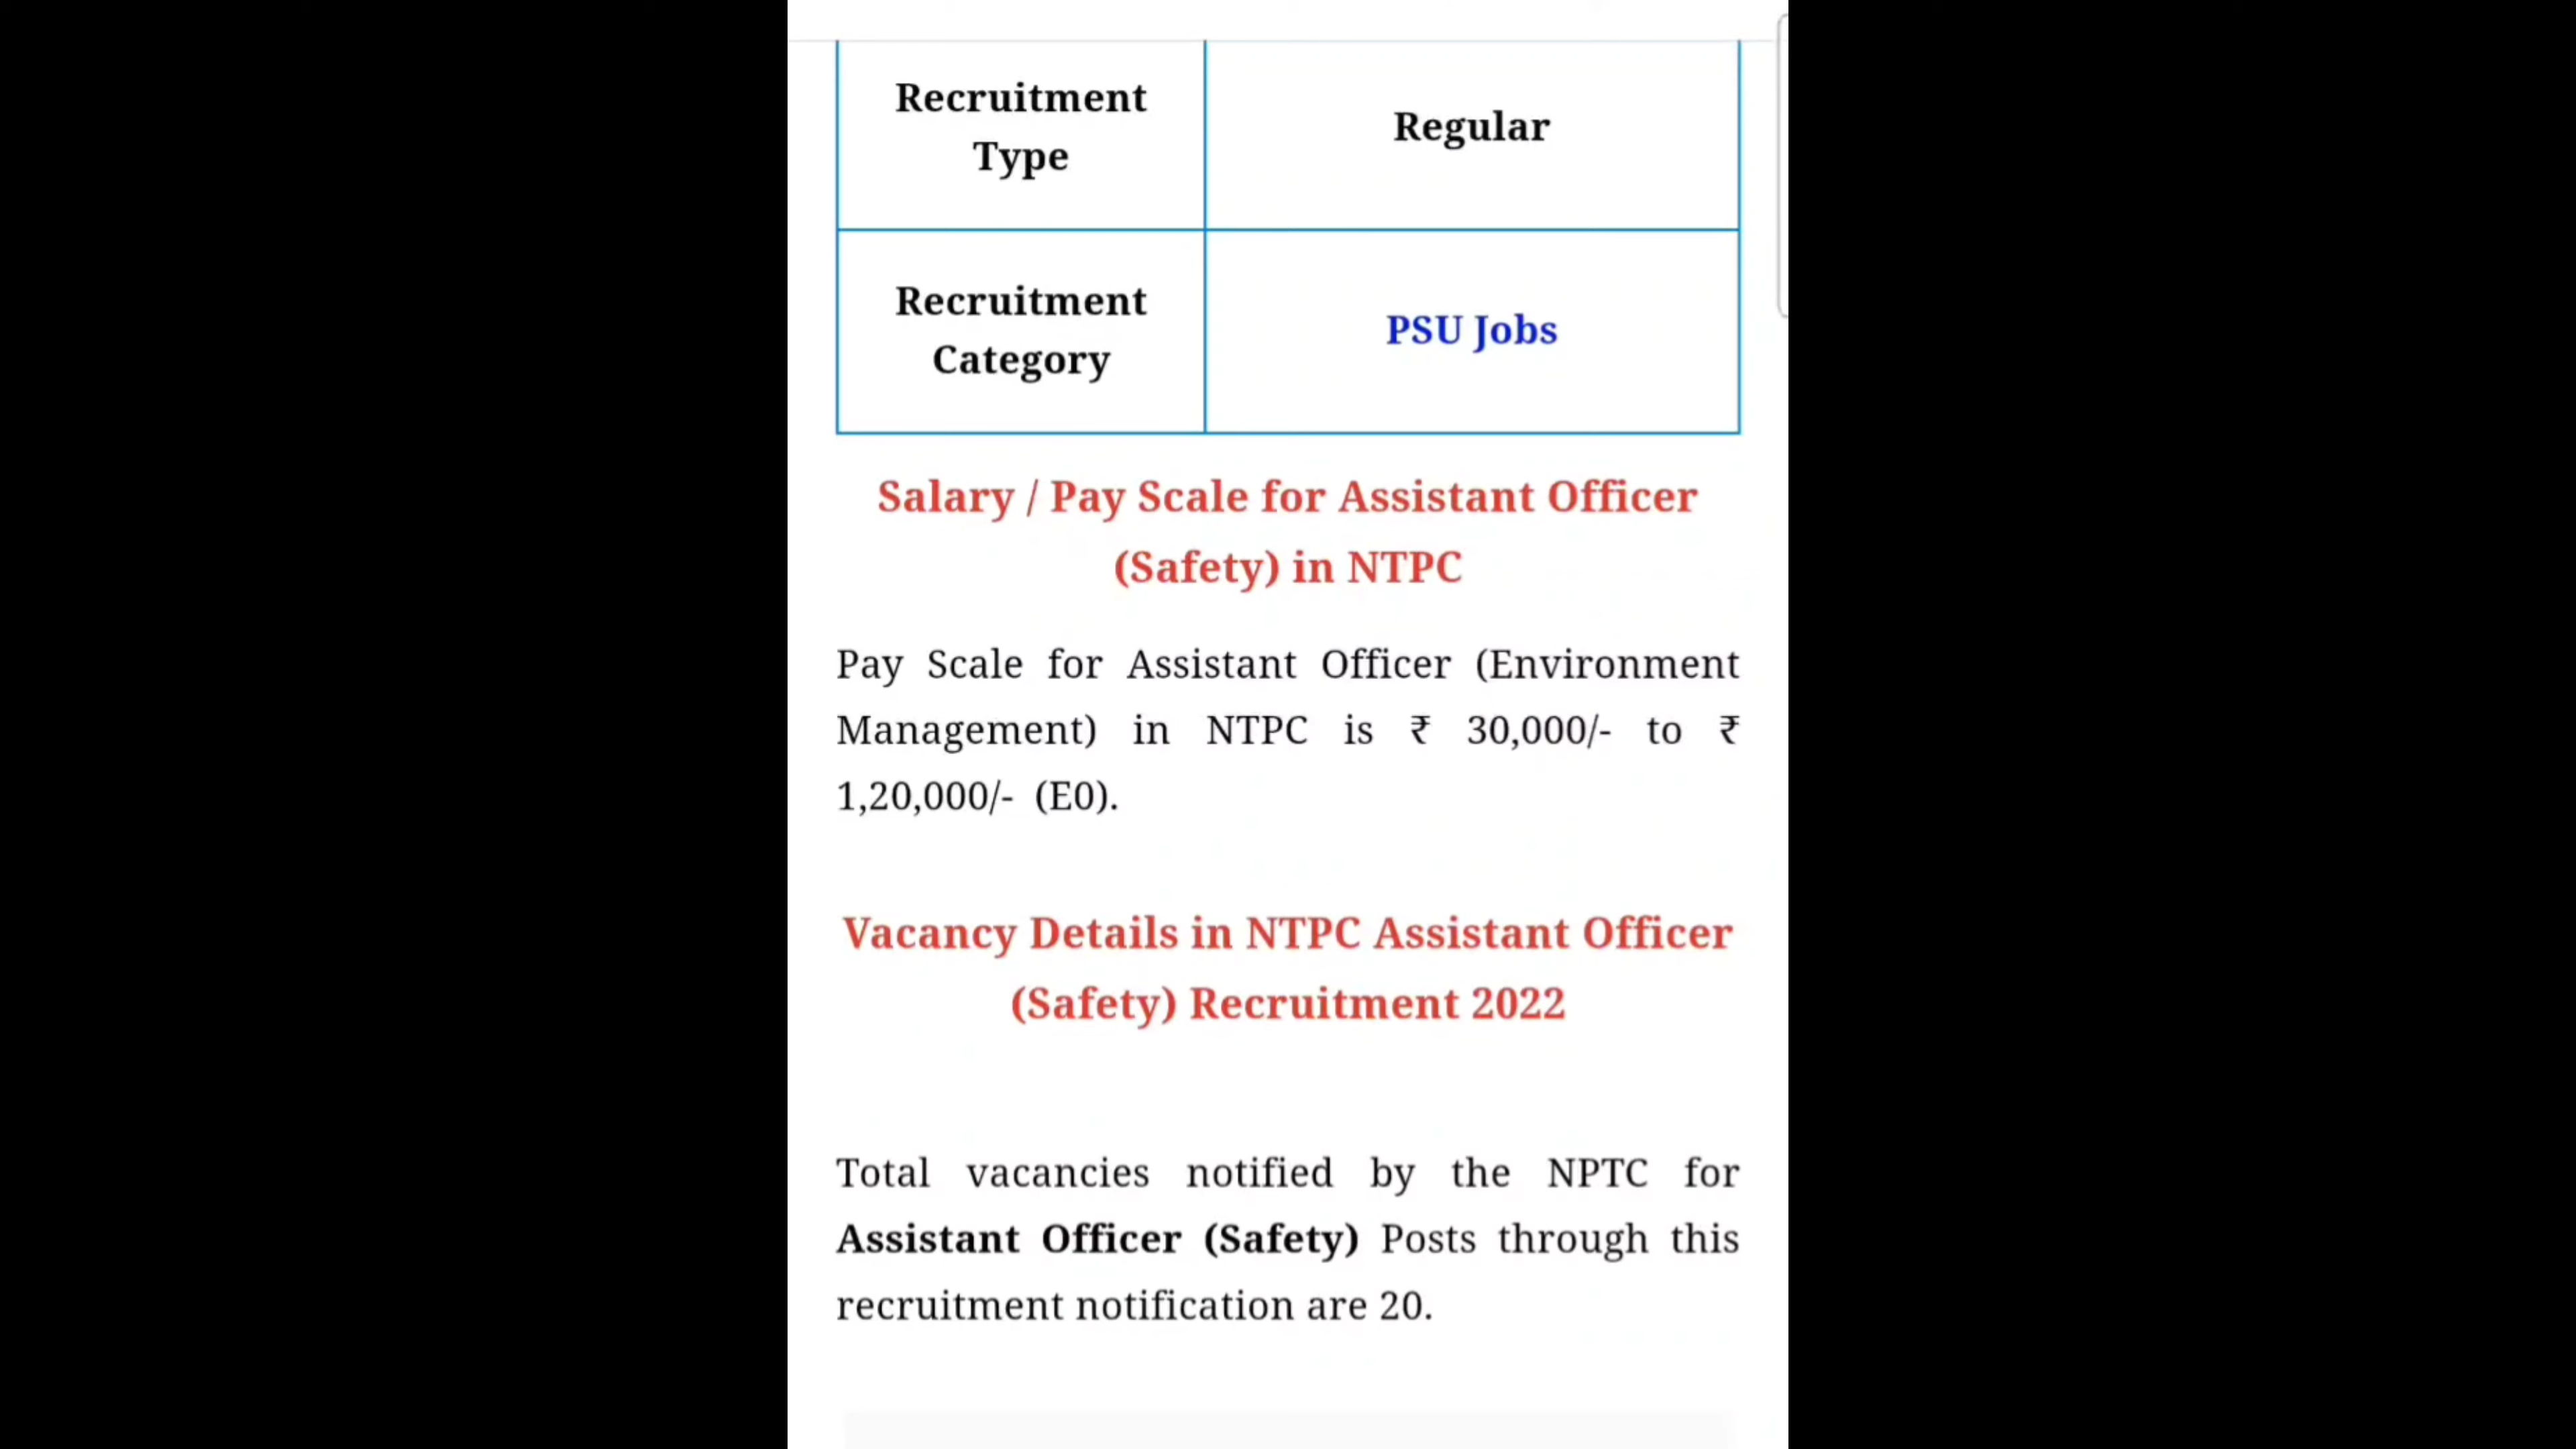 Recruitment
Type
Regular
Recruitment
Category
PSU Jobs
Salary / Pay Scale for Assistant Officer
(Safety) in NTPC
Pay Scale for Assistant Officer (Environment
Management) in NTPC is ₹ 30,000/- to ₹
1,20,000/- (E0).
Vacancy Details in NTPC Assistant Officer
(Safety) Recruitment 2022
Total vacancies notified by the NPTC for
Assistant Officer (Safety) Posts through this
recruitment notification are 20.